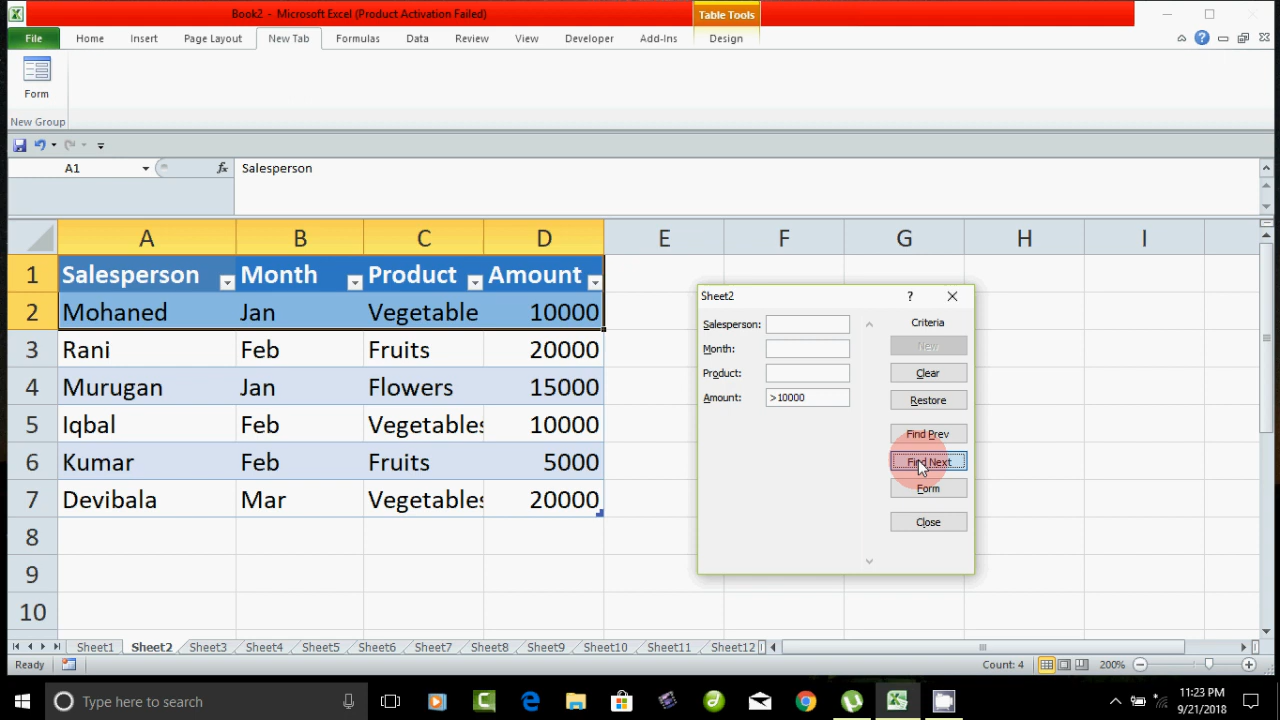 Book2 - Microsoft Excel (Product Activation Failed)
Table Tools
File Home Insert Page Layout New Tab Formulas Data Review View Developer Add-Ins Design
Form
New Group
A1 fx Salesperson
A B C D E F G H I
1 Salesperson Month Product Amount
2 Mohaned Jan Vegetable 10000
3 Rani Feb Fruits 20000
4 Murugan Jan Flowers 15000
5 Iqbal Feb Vegetables 10000
6 Kumar Feb Fruits 5000
7 Devibala Mar Vegetables 20000
8
9
10
Sheet2 ?
Criteria
Salesperson:
New
Month:
Product:
Clear
Amount: >10000
Restore
Find Prev
Find Next
Form
Close
Sheet1 Sheet2 Sheet3 Sheet4 Sheet5 Sheet6 Sheet7 Sheet8 Sheet9 Sheet10 Sheet11 Sheet12
Ready Count: 4 200%
Type here to search
11:23 PM
9/21/2018